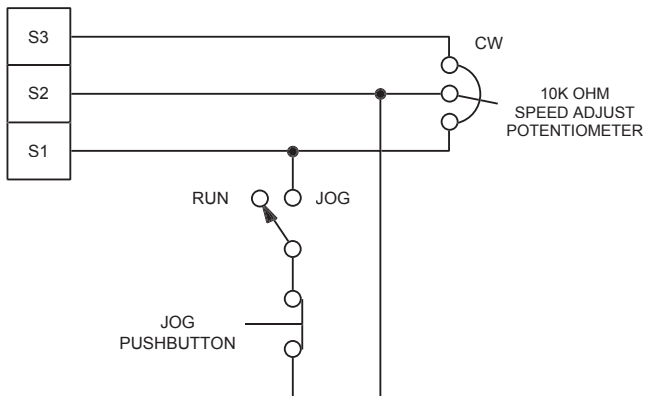 S3
CW
S2
10K OHM
SPEED ADJUST
POTENTIOMETER
S1
RUN
JOG
JOG
PUSHBUTTON